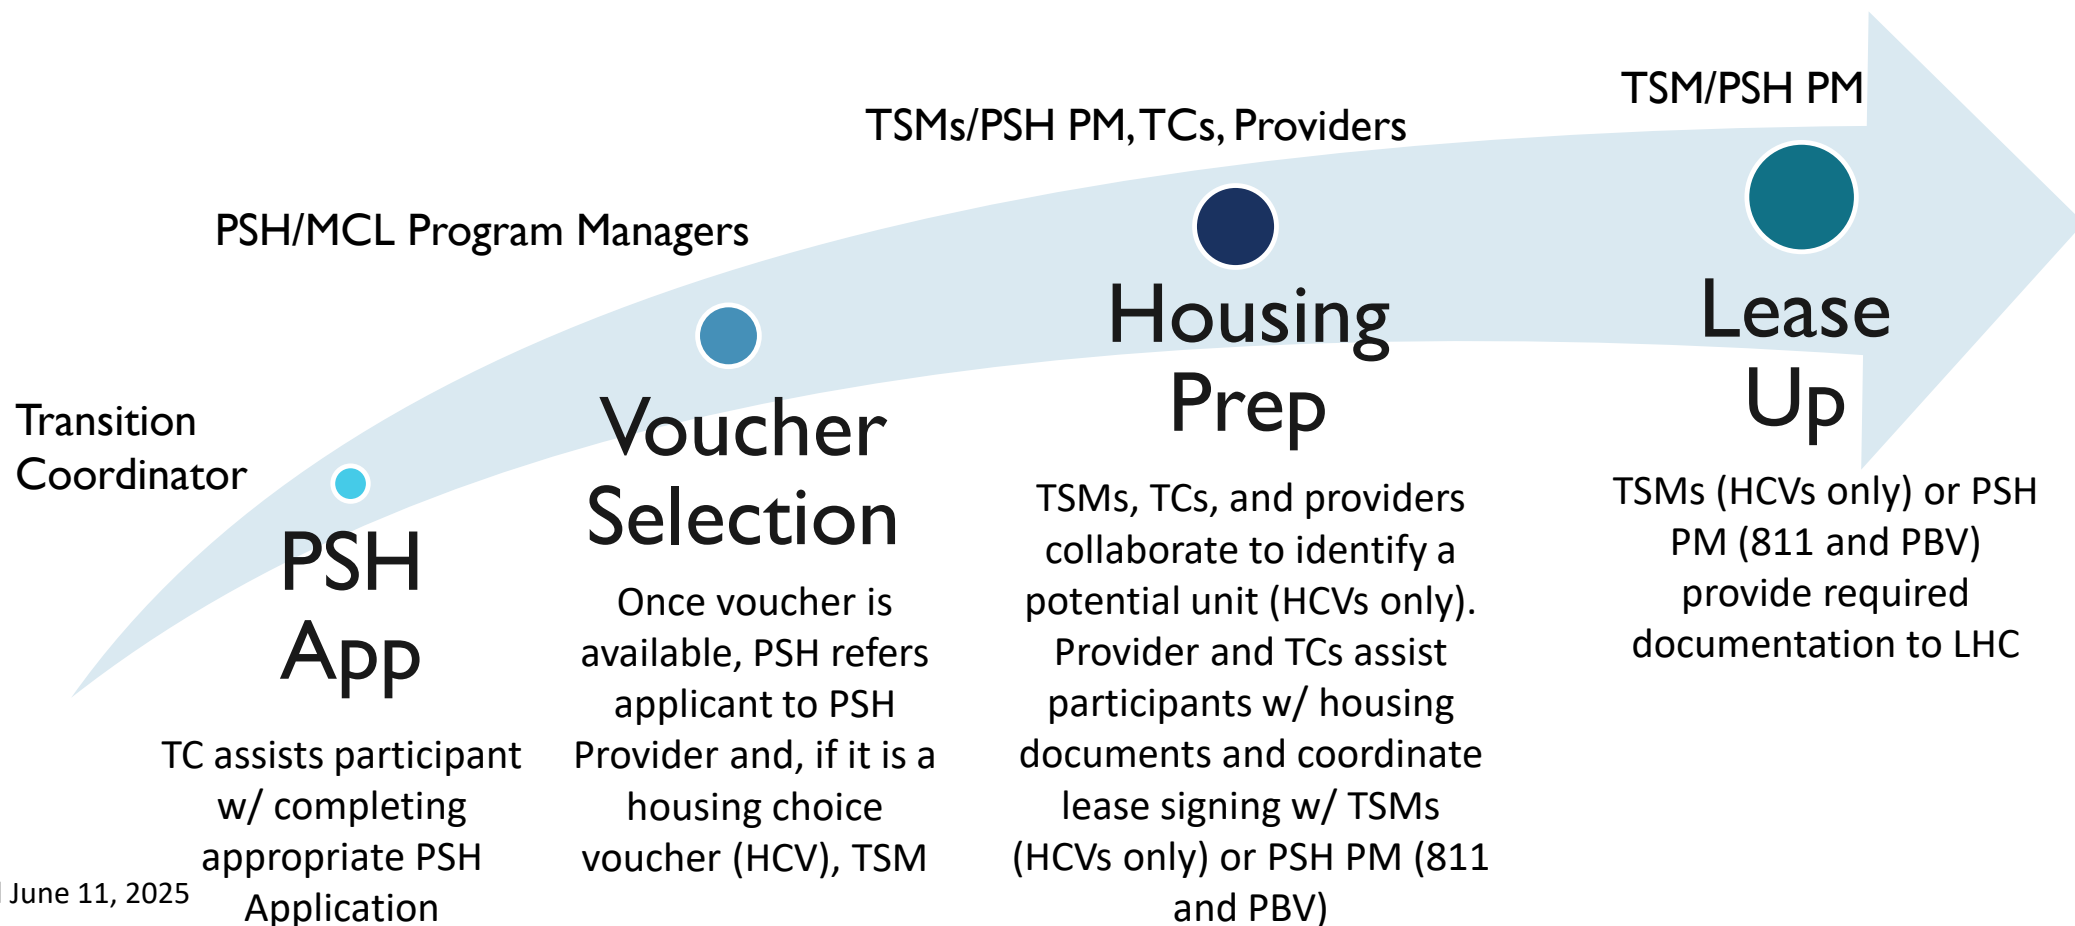 Transition
Coordinator
PSH
App
TC assists participant
w/ completing
appropriate PSH
Application
PSH/MCL Program Managers
Voucher
Selection
Once voucher is
available, PSH refers
applicant to PSH
Provider and, if it is a
housing choice
voucher (HCV), TSM
TSMs/PSH PM, TCs, Providers
Housing
Prep
TSMs, TCs, and providers
collaborate to identify a
potential unit (HCVs only).
Provider and TCs assist
participants w/ housing
documents and coordinate
lease signing w/ TSMs
(HCVs only) or PSH PM (811
and PBV)
TSM/PSH PM
Lease
Up
TSMs (HCVs only) or PSH
PM (811 and PBV)
provide required
documentation to LHC
June 11, 2025